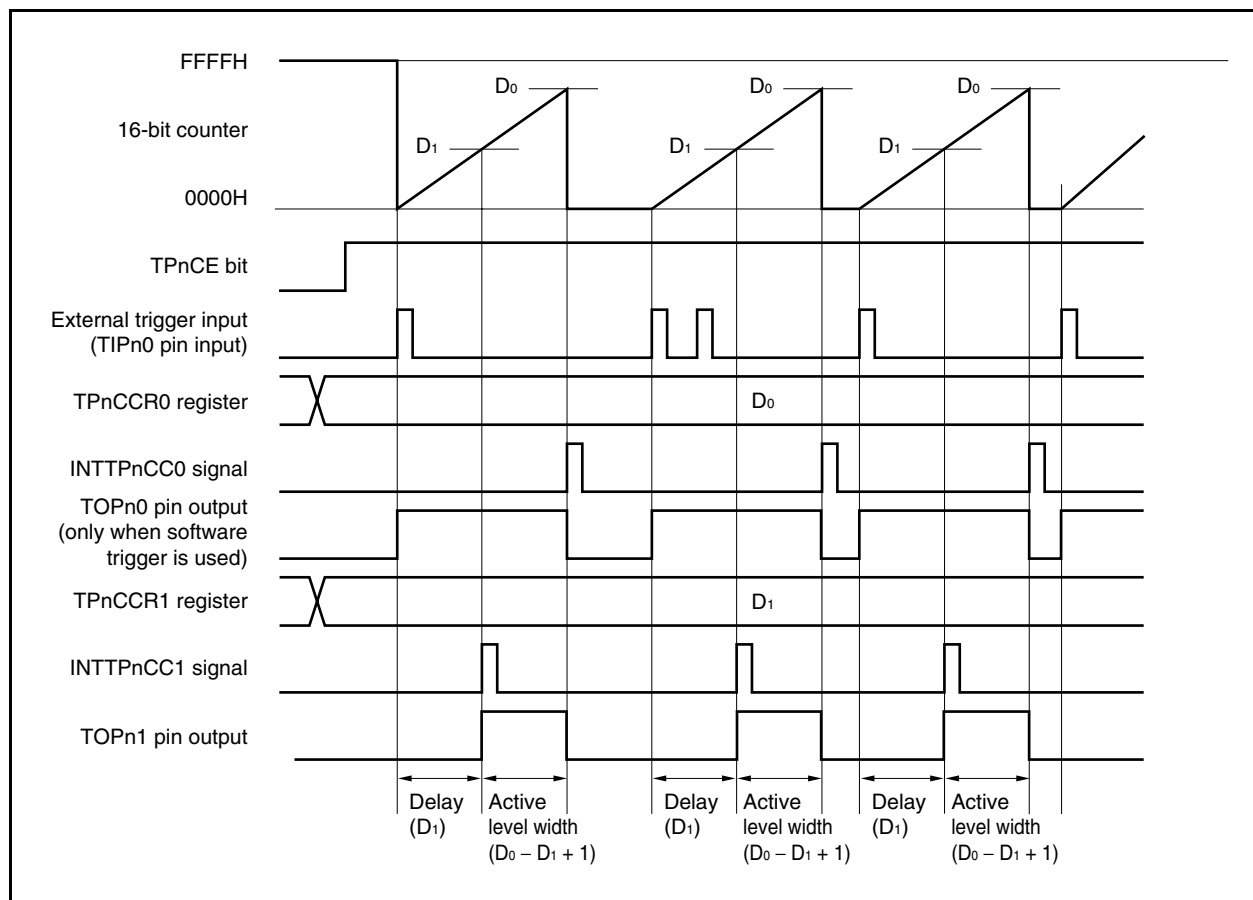 FFFFH
D₀ D₀ D₀
16-bit counter
D₁ D₁ D₁
0000H
TPnCE bit
External trigger input
(TIPn0 pin input)
TPnCCR0 register
D₀
INTTPnCC0 signal
TOPn0 pin output
(only when software
trigger is used)
TPnCCR1 register
D₁
INTTPnCC1 signal
TOPn1 pin output
Delay
(D₁)
Active
level width
(D₀ – D₁ + 1)
Delay
(D₁)
Active
level width
(D₀ – D₁ + 1)
Delay
(D₁)
Active
level width
(D₀ – D₁ + 1)